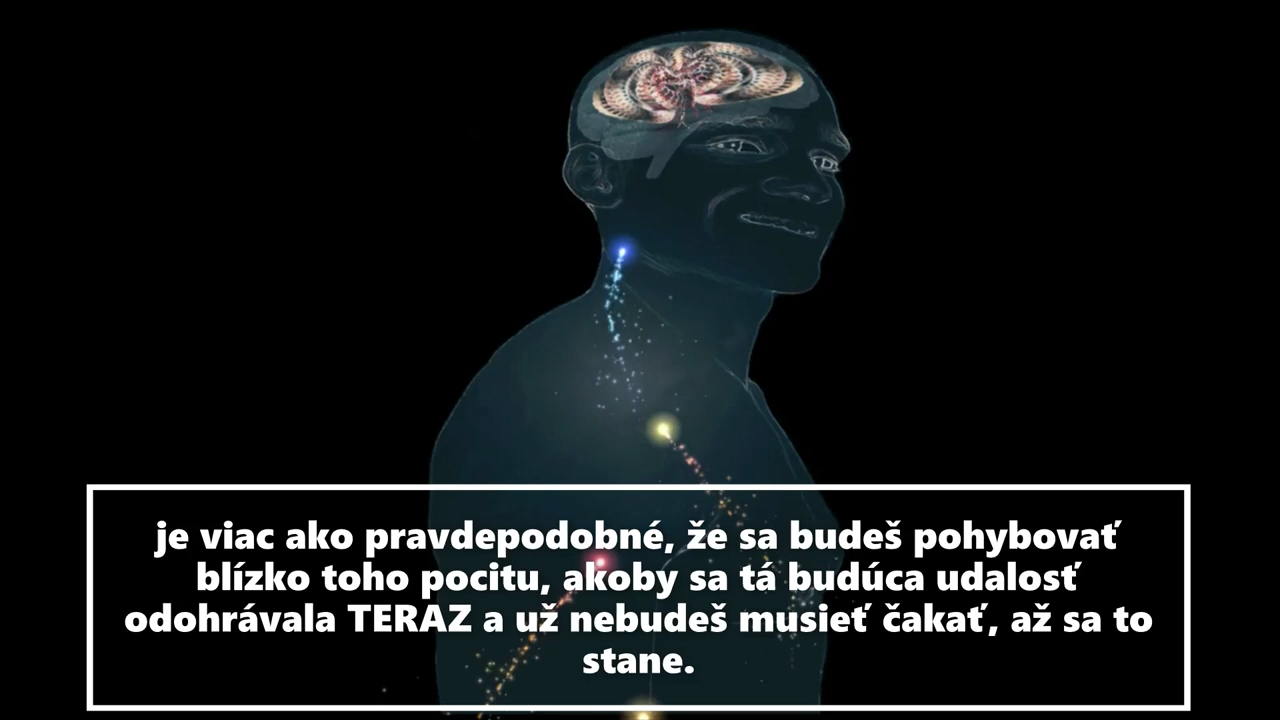 je viac ako pravdepodobné, že sa budeš pohybovať
blízko toho pocitu, akoby sa tá budúca udalosť
odohrávala TERAZ a už nebudeš musieť čakať, až sa to
stane.